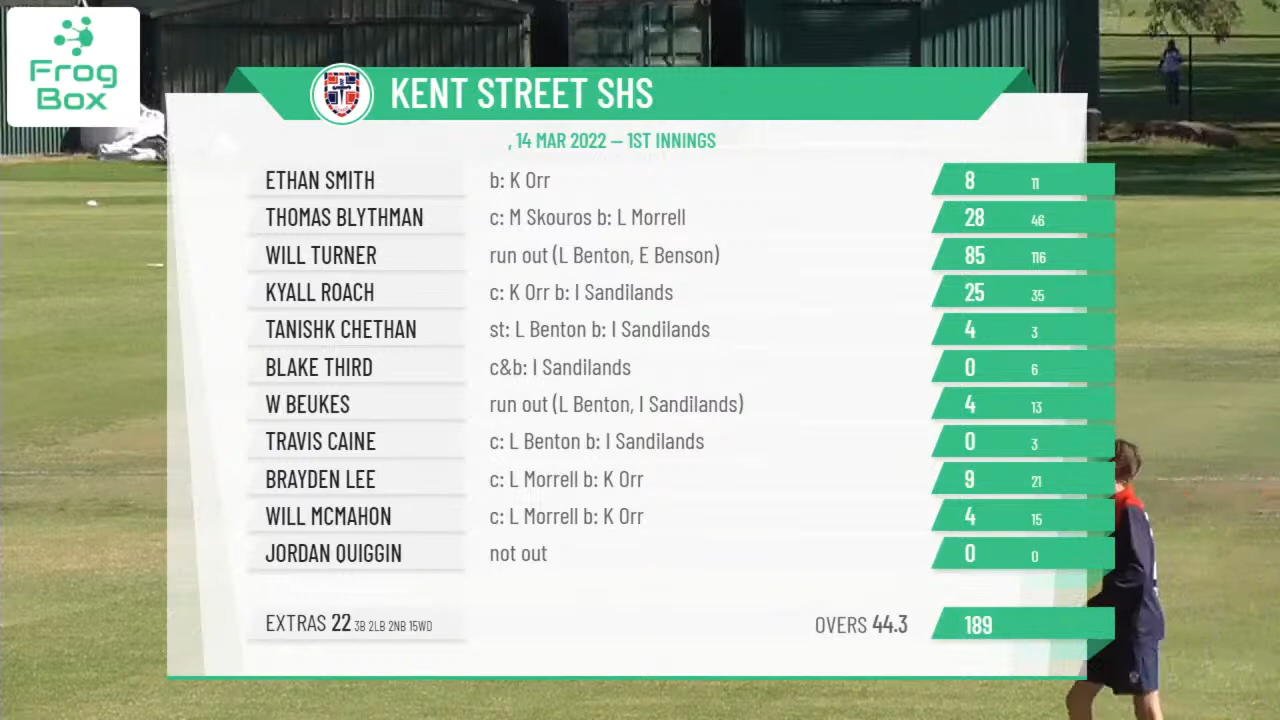 Frog
Box
KENT STREET SHS
, 14 MAR 2022 – 1ST INNINGS
ETHAN SMITH b: K Orr 8 11
THOMAS BLYTHMAN c: M Skouros b: L Morrell 28 46
WILL TURNER run out (L Benton, E Benson) 85 116
KYALL ROACH c: K Orr b: I Sandilands 25 35
TANISHK CHETHAN st: L Benton b: I Sandilands 4 3
BLAKE THIRD c&b: I Sandilands 0 6
W BEUKES run out (L Benton, I Sandilands) 4 13
TRAVIS CAINE c: L Benton b: I Sandilands 0 3
BRAYDEN LEE c: L Morrell b: K Orr 9 21
WILL MCMAHON c: L Morrell b: K Orr 4 15
JORDAN QUIGGIN not out 0 0
EXTRAS 22 3B 2LB 2NB 15WD OVERS 44.3 189